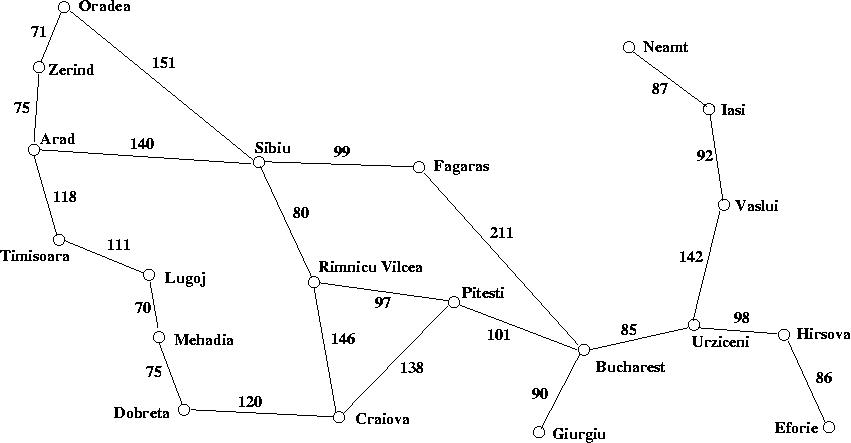 Oradea
71
Neamt
Zerind
151
87
75
Iasi
Arad
140
Sibiu
99
Fagaras
92
118
80
Vaslui
211
Timisoara
111
Rimnicu Vilcea
142
Lugoj
Pitesti
97
70
98
101
85
Hirsova
Mehadia
146
Urziceni
75
138
Bucharest
86
120
90
Dobreta
Craiova
Giurgiu
Eforie